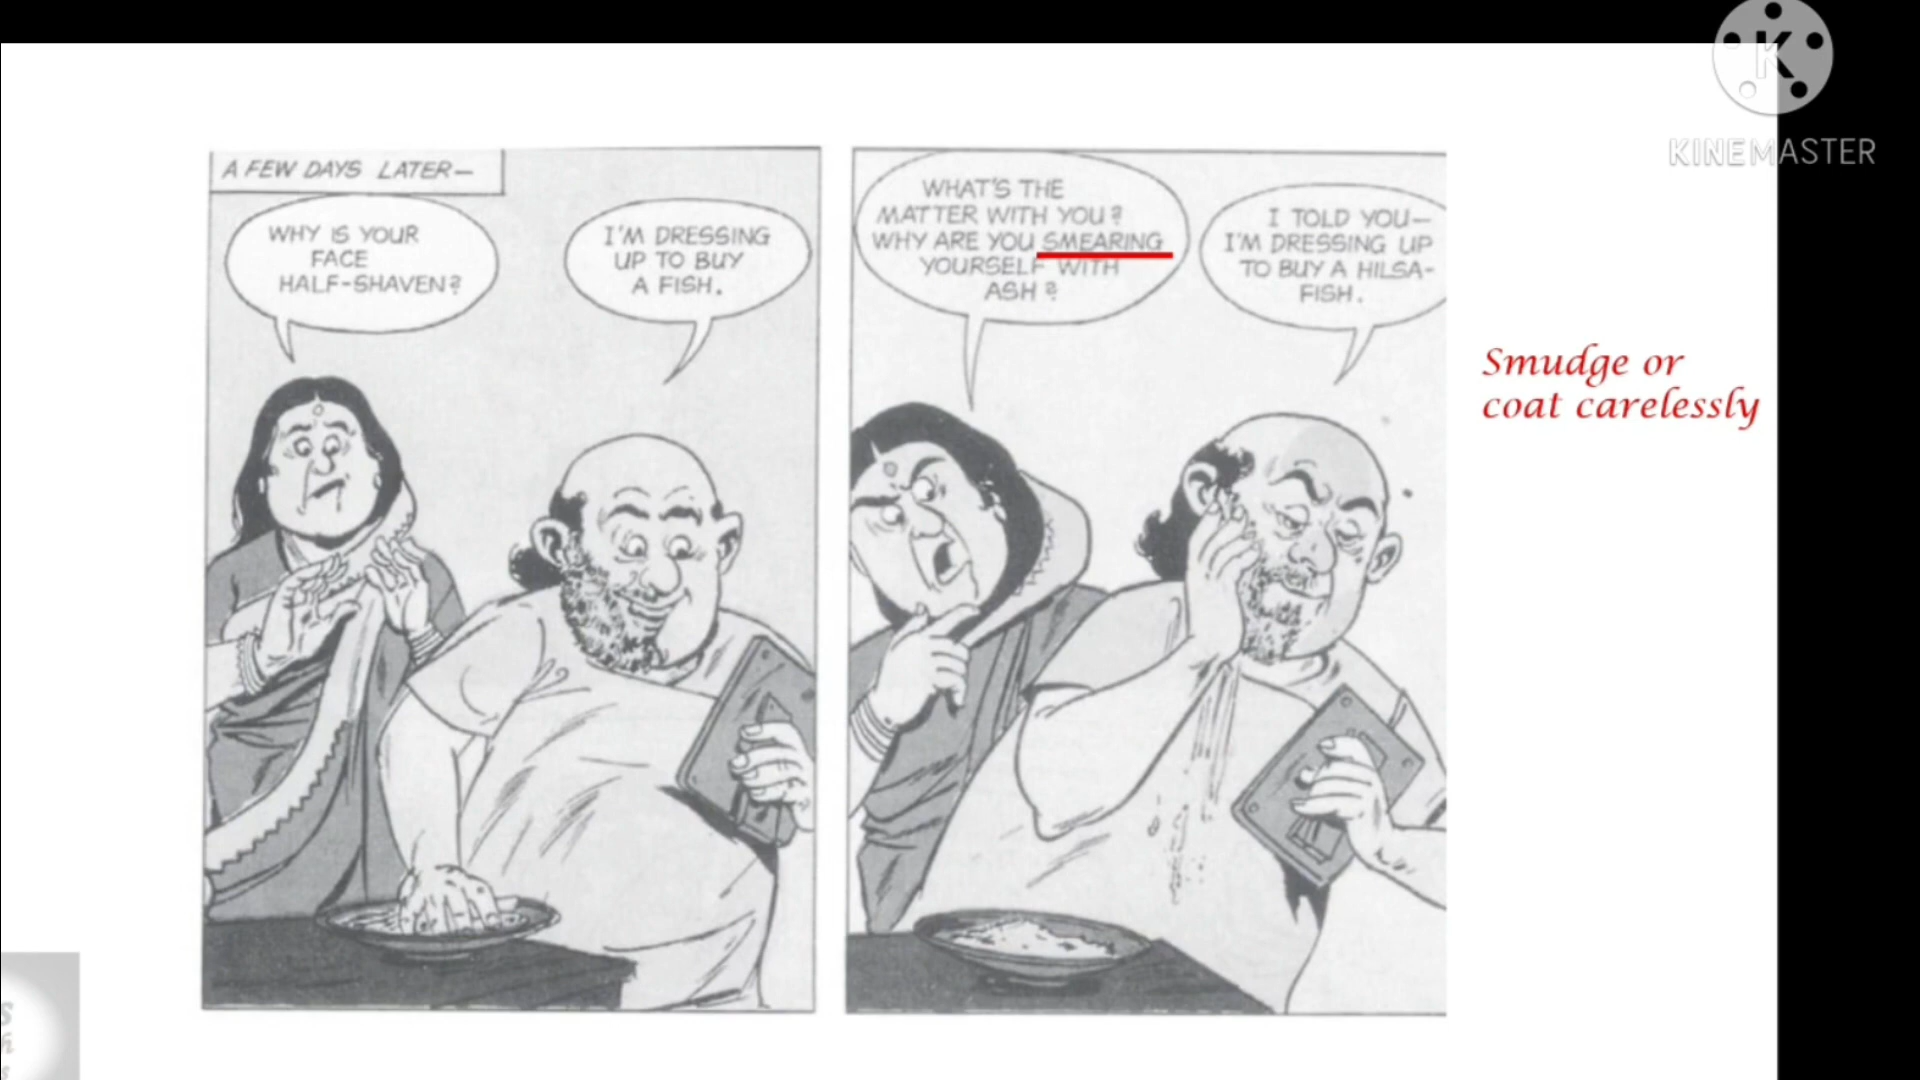 A FEW DAYS LATER—
WHY IS YOUR
FACE
HALF-SHAVEN?
I'M DRESSING
UP TO BUY
A FISH.
WHAT'S THE
MATTER WITH YOU?
WHY ARE YOU SMEARING
YOURSELF WITH
ASH?
I TOLD YOU—
I'M DRESSING UP
TO BUY A HILSA-
FISH.
Smudge or
coat carelessly
K
KINEMASTER